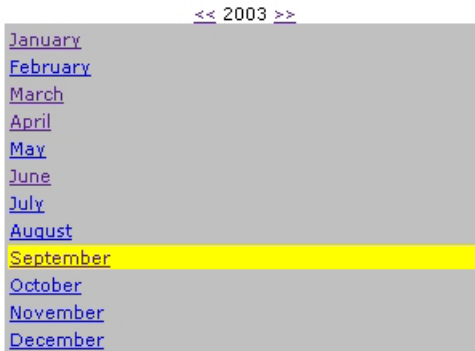 << 2003 >>
January
February
March
April
May
June
July
August
September
October
November
December